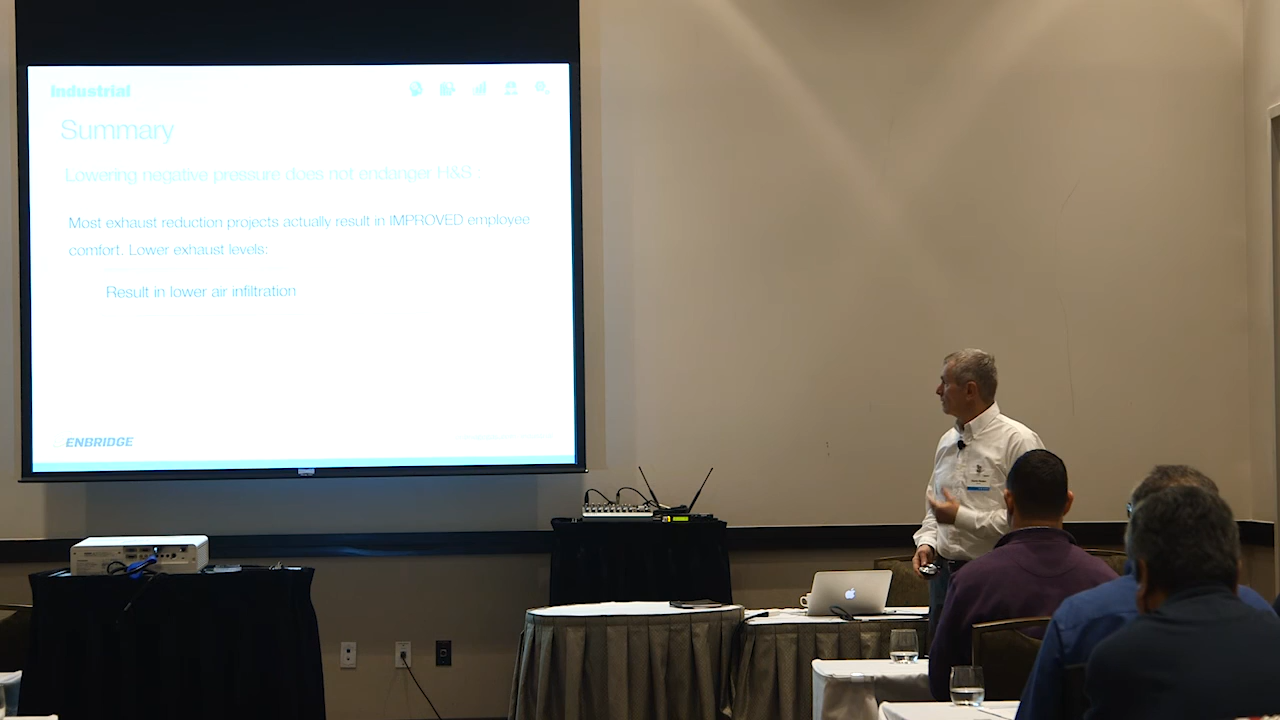 Industrial
Summary
Lowering negative pressure does not endanger H&S :
Most exhaust reduction projects actually result in IMPROVED employee
comfort. Lower exhaust levels:
Result in lower air infiltration
ENBRIDGE